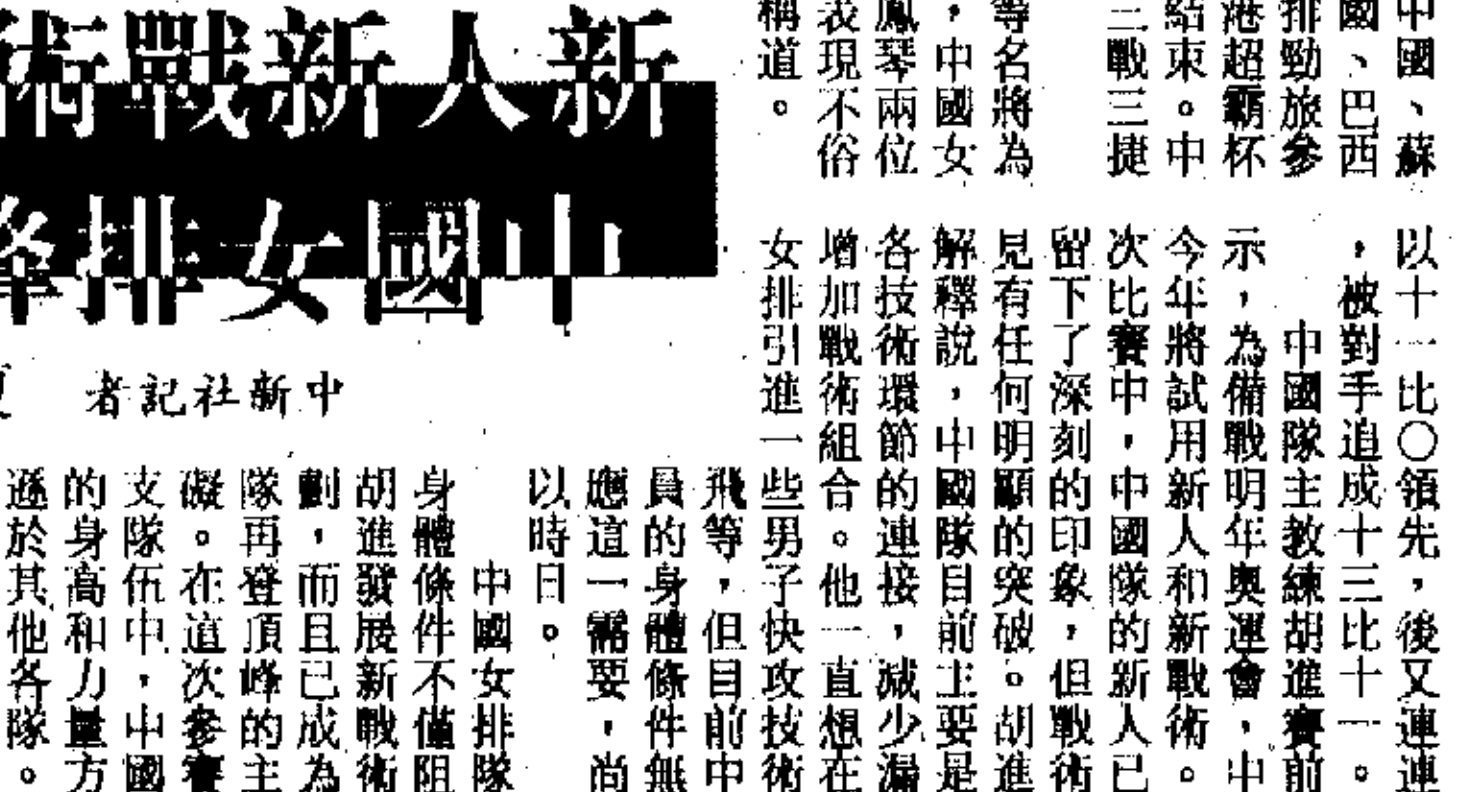 新人新戰術
中國女排
中新社記者
中國、蘇
國、巴西
排勁旅參
港超霸杯
結束。中
三戰三捷
等名將為
，中國女
鳳琴兩位
表現不俗
稱道。
以十一比〇領先，後又連連
，被對手追成十三比十一。
中國隊主教練胡進賽前
示，為備戰明年奧運會，中
今年將試用新人和新戰術。
次比賽中，中國隊的新人已
留下了深刻的印象，但戰術
見有任何明顯的突破。胡進
解釋說，中國隊目前主要是
各技術環節的連接，減少漏
增加戰術組合。他一直想在
女排引進一些男子快攻技術
飛等，但目前中
員的身體條件無
應這一需要，尚
以時日。
中國女排隊
身體條件不僅阻
胡進發展新戰術
劃，而且已成為
隊再登頂峰的主
礙。在這次參賽
支隊伍中，中國
的身高和力量方
遜於其他各隊。